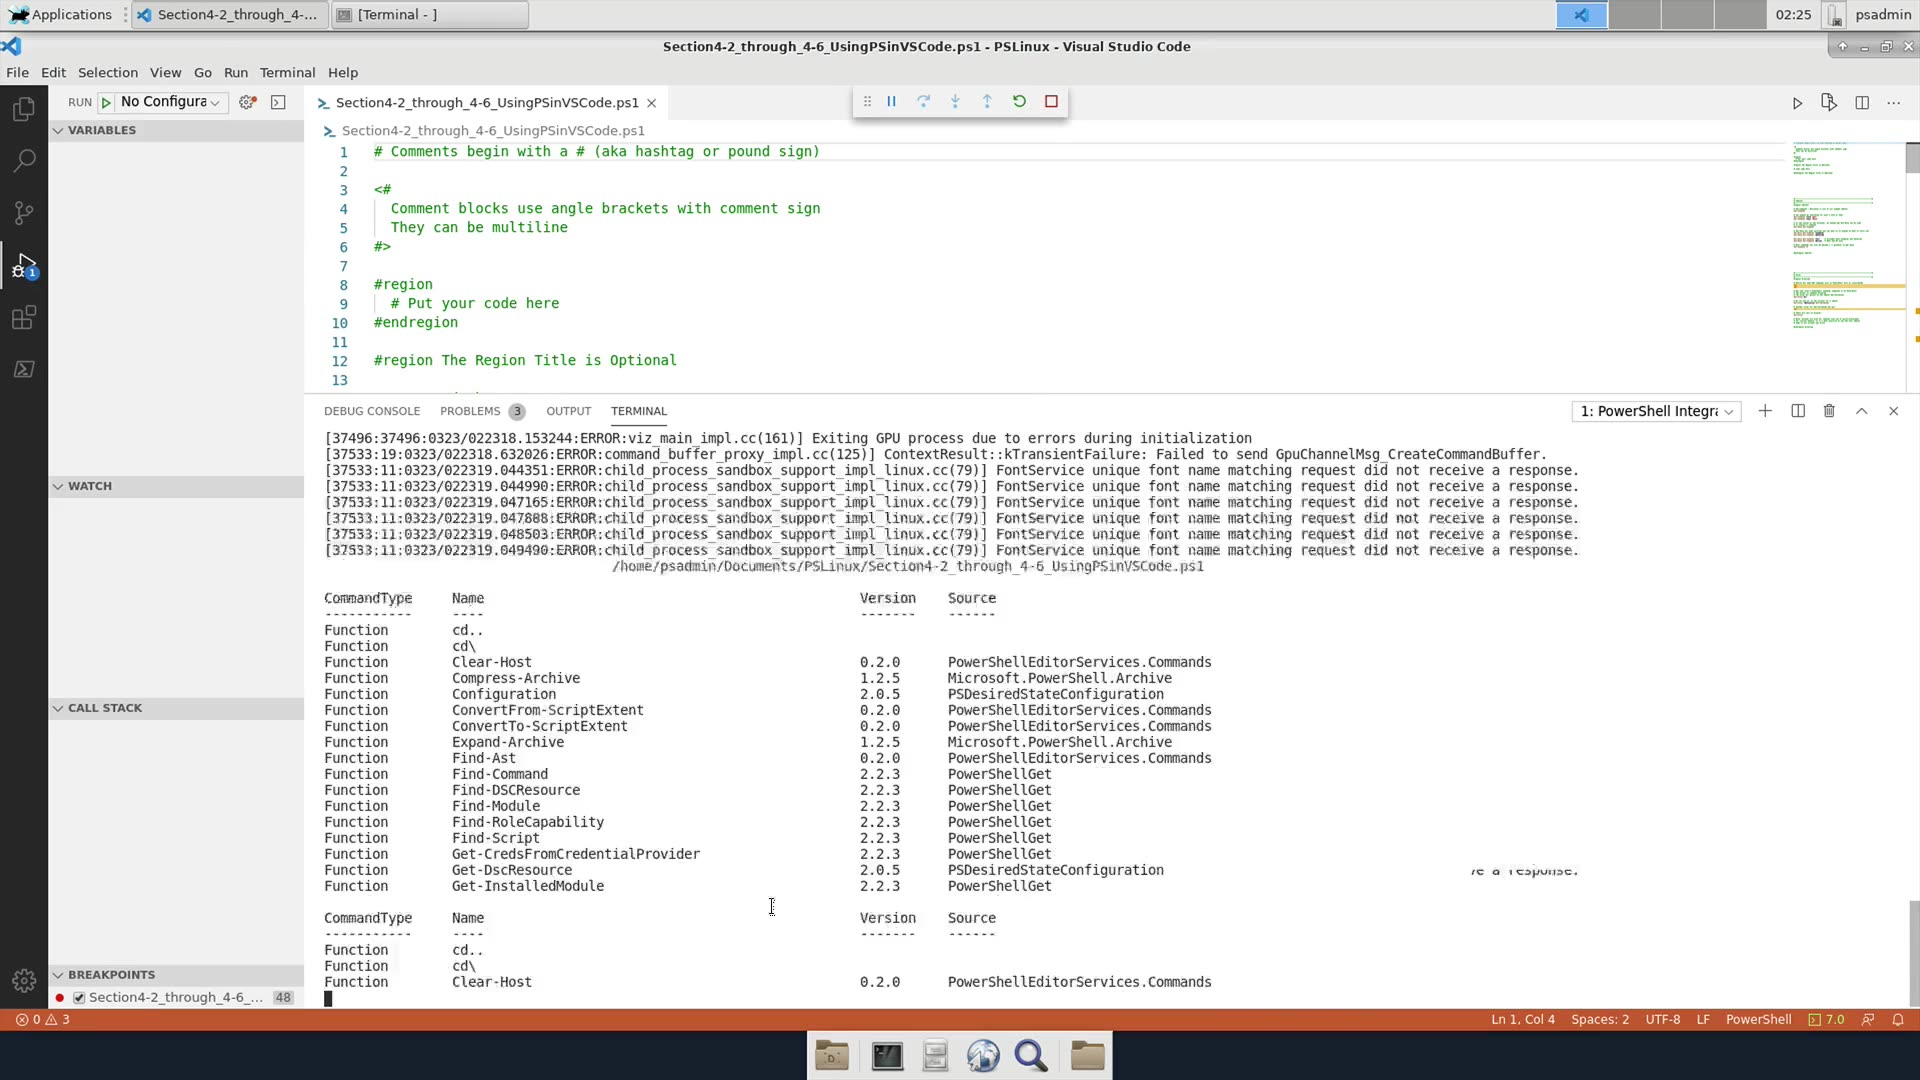 Applications
Section4-2_through_4-...
[Terminal - ]
02:25
psadmin
Section4-2_through_4-6_UsingPSinVSCode.ps1 - PSLinux - Visual Studio Code
File Edit Selection View Go Run Terminal Help
RUN No Configura
Section4-2_through_4-6_UsingPSinVSCode.ps1
VARIABLES
Section4-2_through_4-6_UsingPSinVSCode.ps1
1 # Comments begin with a # (aka hashtag or pound sign)
2
3 <#
4 Comment blocks use angle brackets with comment sign
5 They can be multiline
6 #>
7
8 #region
9 # Put your code here
10 #endregion
11
12 #region The Region Title is Optional
13
1
WATCH
CALL STACK
BREAKPOINTS
Section4-2_through_4-6_... 48
DEBUG CONSOLE PROBLEMS 3 OUTPUT TERMINAL
1: PowerShell Integra
[37496:37496:0323/022318.153244:ERROR:viz_main_impl.cc(161)] Exiting GPU process due to errors during initialization
[37533:19:0323/022318.632026:ERROR:command_buffer_proxy_impl.cc(125)] ContextResult::kTransientFailure: Failed to send GpuChannelMsg_CreateCommandBuffer.
[37533:11:0323/022319.044351:ERROR:child_process_sandbox_support_impl_linux.cc(79)] FontService unique font name matching request did not receive a response.
[37533:11:0323/022319.044990:ERROR:child_process_sandbox_support_impl_linux.cc(79)] FontService unique font name matching request did not receive a response.
[37533:11:0323/022319.047165:ERROR:child_process_sandbox_support_impl_linux.cc(79)] FontService unique font name matching request did not receive a response.
[37533:11:0323/022319.047888:ERROR:child_process_sandbox_support_impl_linux.cc(79)] FontService unique font name matching request did not receive a response.
[37533:11:0323/022319.048503:ERROR:child_process_sandbox_support_impl_linux.cc(79)] FontService unique font name matching request did not receive a response.
[37533:11:0323/022319.049490:ERROR:child_process_sandbox_support_impl_linux.cc(79)] FontService unique font name matching request did not receive a response.
/home/psadmin/Documents/PSLinux/Section4-2_through_4-6_UsingPSinVSCode.ps1
CommandType Name Version Source
----------- ---- ------- ------
Function cd..
Function cd\
Function Clear-Host 0.2.0 PowerShellEditorServices.Commands
Function Compress-Archive 1.2.5 Microsoft.PowerShell.Archive
Function Configuration 2.0.5 PSDesiredStateConfiguration
Function ConvertFrom-ScriptExtent 0.2.0 PowerShellEditorServices.Commands
Function ConvertTo-ScriptExtent 0.2.0 PowerShellEditorServices.Commands
Function Expand-Archive 1.2.5 Microsoft.PowerShell.Archive
Function Find-Ast 0.2.0 PowerShellEditorServices.Commands
Function Find-Command 2.2.3 PowerShellGet
Function Find-DSCResource 2.2.3 PowerShellGet
Function Find-Module 2.2.3 PowerShellGet
Function Find-RoleCapability 2.2.3 PowerShellGet
Function Find-Script 2.2.3 PowerShellGet
Function Get-CredsFromCredentialProvider 2.2.3 PowerShellGet
Function Get-DscResource 2.0.5 PSDesiredStateConfiguration a response.
Function Get-InstalledModule 2.2.3 PowerShellGet
CommandType Name Version Source
----------- ---- ------- ------
Function cd..
Function cd\
Function Clear-Host 0.2.0 PowerShellEditorServices.Commands
0 3
Ln 1, Col 4 Spaces: 2 UTF-8 LF PowerShell 7.0